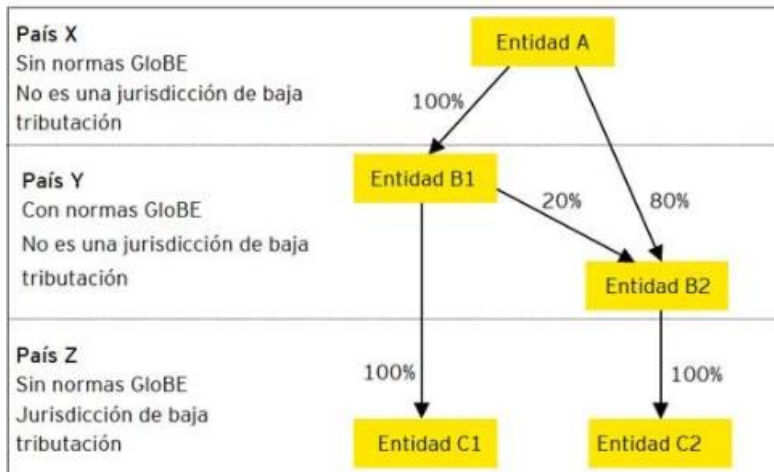 País X
Sin normas GloBE
No es una jurisdicción de baja
tributación
Entidad A
100%
País Y
Con normas GloBE
No es una jurisdicción de baja
tributación
Entidad B1
20%
80%
Entidad B2
País Z
Sin normas GloBE
Jurisdicción de baja
tributación
100%
100%
Entidad C1
Entidad C2